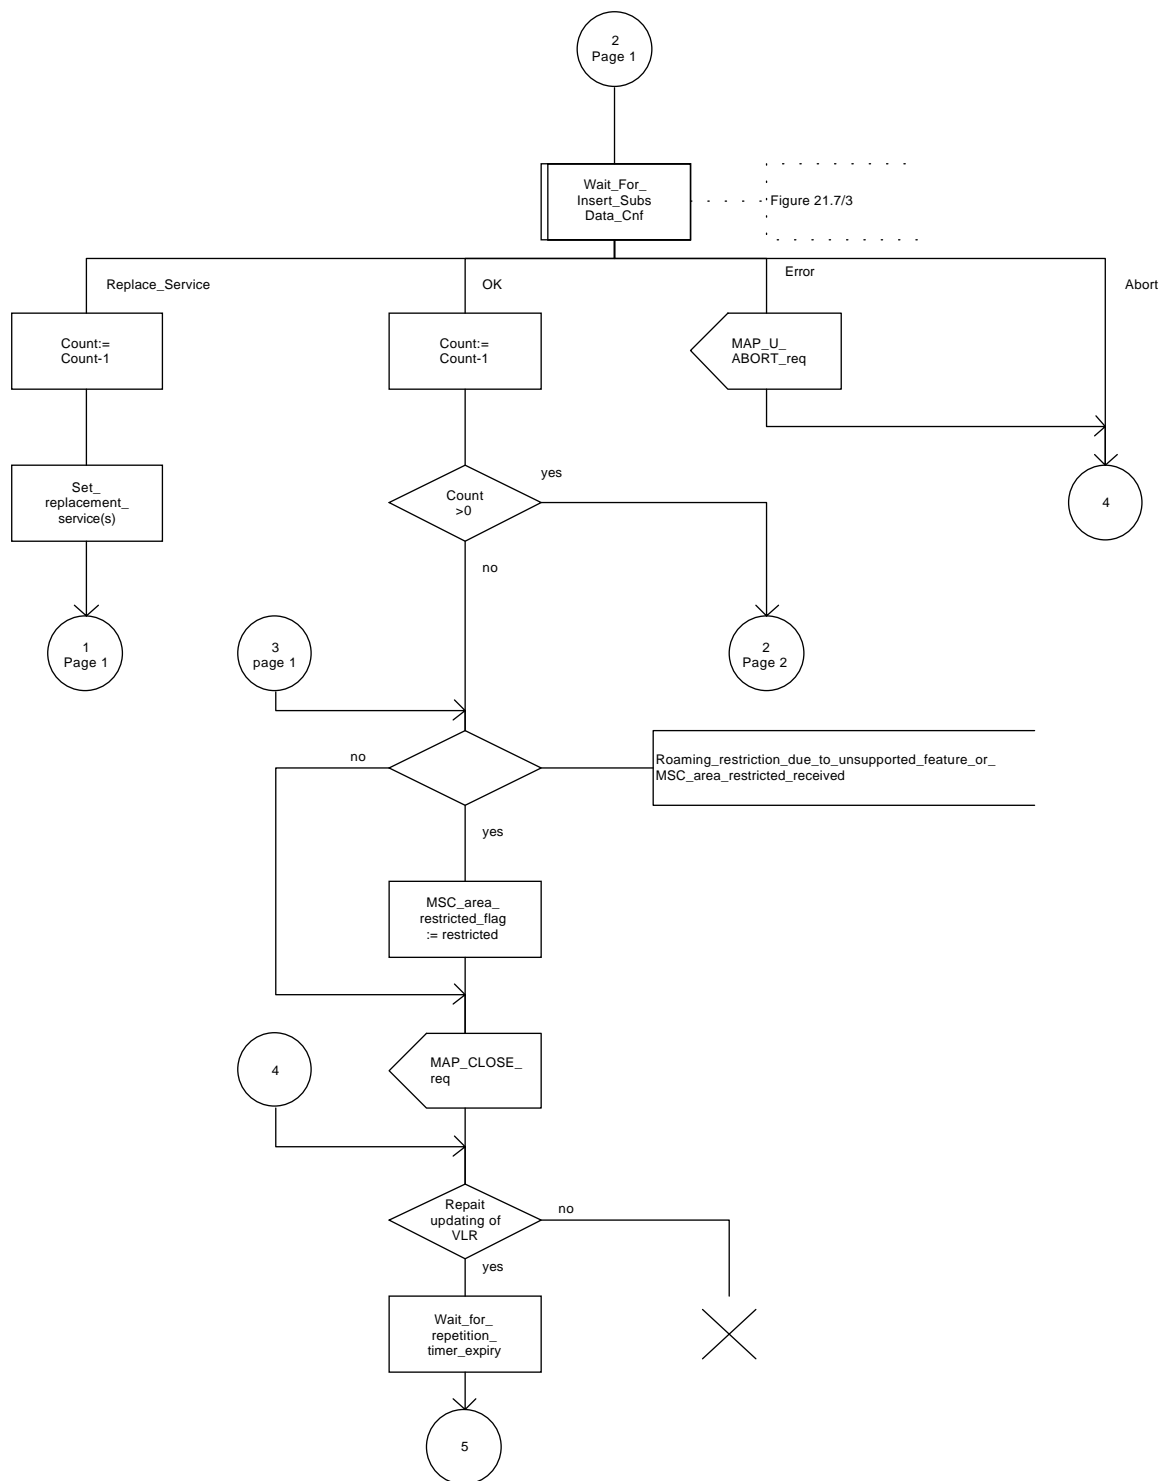 2
Page 1
Wait_For_
Insert_Subs
Data_Cnf
Figure 21.7/3
Replace_Service
OK
Error
Abort
Count:=
Count-1
Count:=
Count-1
MAP_U_
ABORT_req
Set_
replacement_
service(s)
Count
>0
yes
4
no
1
Page 1
3
page 1
2
Page 2
no
Roaming_restriction_due_to_unsupported_feature_or_
MSC_area_restricted_received
yes
MSC_area_
restricted_flag
:= restricted
4
MAP_CLOSE_
req
Repait
updating of
VLR
no
yes
Wait_for_
repetition_
timer_expiry
5